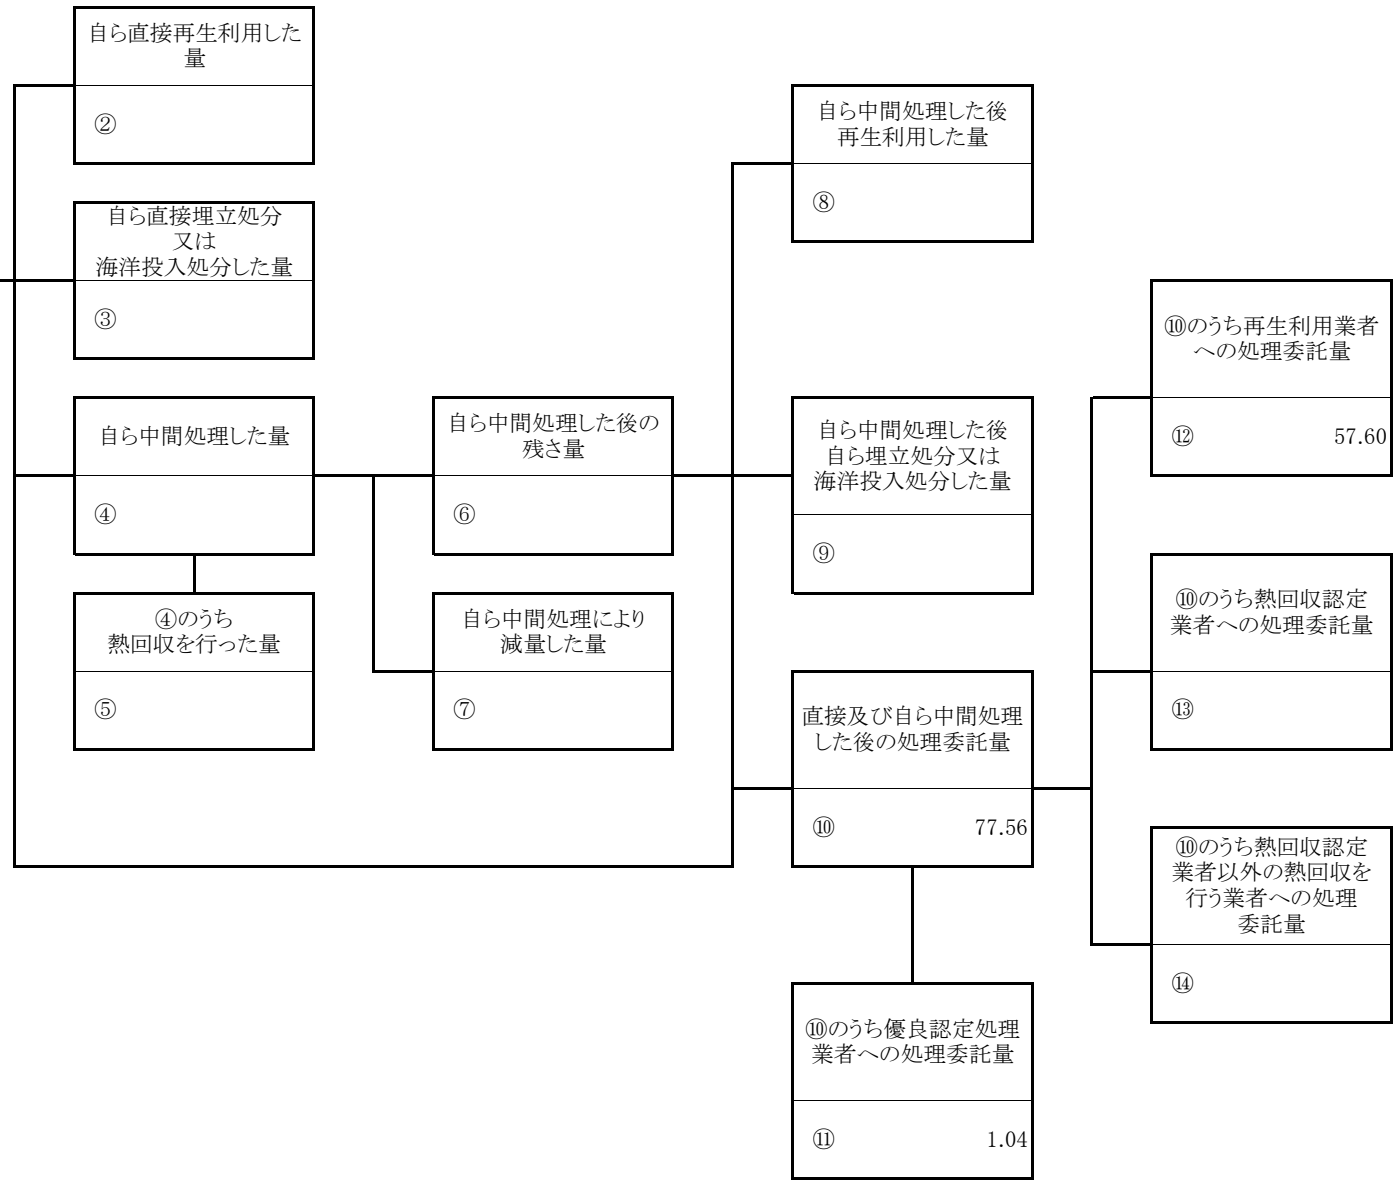 自ら直接再生利用した
量
②
自ら直接埋立処分
又は
海洋投入処分した量
③
自ら中間処理した量
④
④のうち
熱回収を行った量
⑤
自ら中間処理した後の
残さ量
⑥
自ら中間処理により
減量した量
⑦
自ら中間処理した後
再生利用した量
⑧
自ら中間処理した後
自ら埋立処分又は
海洋投入処分した量
⑨
直接及び自ら中間処理
した後の処理委託量
⑩ 77.56
⑩のうち優良認定処理
業者への処理委託量
⑪ 1.04
⑩のうち再生利用業者
への処理委託量
⑫ 57.60
⑩のうち熱回収認定
業者への処理委託量
⑬
⑩のうち熱回収認定
業者以外の熱回収を
行う業者への処理
委託量
⑭